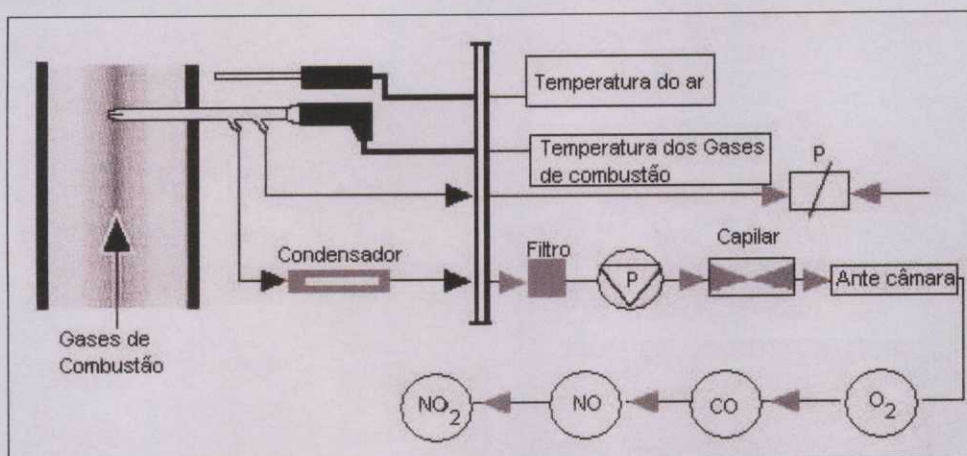 Temperatura do ar
Temperatura dos Gases
de combustão
P
Condensador
Filtro
P
Capilar
Ante câmara
Gases de
Combustão
NO2
NO
CO
O2